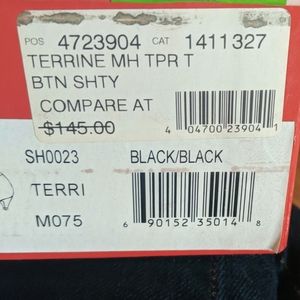 POS 4723904 CAT 1411327
TERRINE MH TPR T
BTN SHTY
COMPARE AT
$145.00
4 04700 23904 1
SH0023 BLACK/BLACK
TERRI
M075
6 90152 35014 8